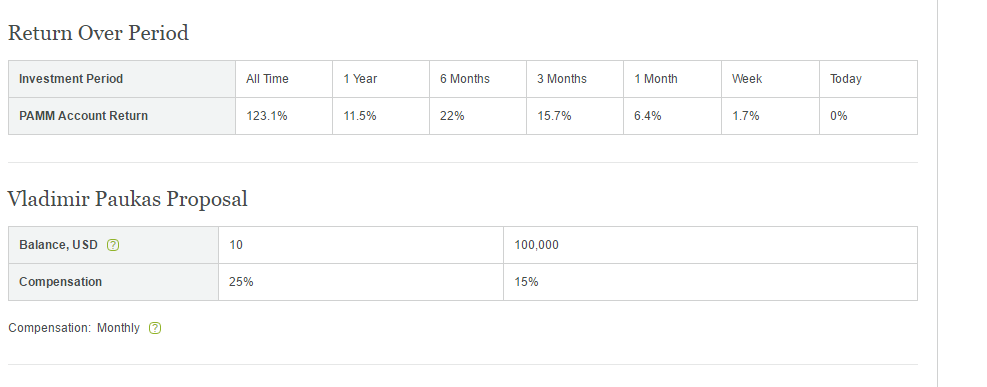 Return Over Period
Investment Period All Time 1 Year 6 Months 3 Months 1 Month Week Today
PAMM Account Return 123.1% 11.5% 22% 15.7% 6.4% 1.7% 0%
Vladimir Paukas Proposal
Balance, USD ? 10 100,000
Compensation 25% 15%
Compensation: Monthly ?